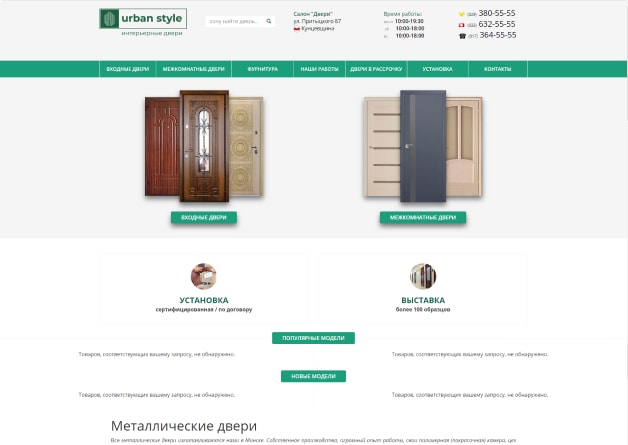 urban style
интерьерные двери
хочу найти двери...
Салон "Двери"
ул. Притыцкого 87
Кунцевщина
Время работы:
10:00-19:30
сб 10:00-18:00
вс 10:00-18:00
(029) 380-55-55
(033) 632-55-55
(017) 364-55-55
ВХОДНЫЕ ДВЕРИ МЕЖКОМНАТНЫЕ ДВЕРИ ФУРНИТУРА НАШИ РАБОТЫ ДВЕРИ В РАССРОЧКУ УСТАНОВКА КОНТАКТЫ
ВХОДНЫЕ ДВЕРИ
МЕЖКОМНАТНЫЕ ДВЕРИ
УСТАНОВКА
сертифицированная / по договору
ВЫСТАВКА
более 100 образцов
ПОПУЛЯРНЫЕ МОДЕЛИ
Товаров, соответствующих вашему запросу, не обнаружено.
Товаров, соответствующих вашему запросу, не обнаружено.
НОВЫЕ МОДЕЛИ
Товаров, соответствующих вашему запросу, не обнаружено.
Товаров, соответствующих вашему запросу, не обнаружено.
Металлические двери
Все металлические двери изготавливаются нами в Минске. Собственное производство, огромный опыт работы, своя полимерная (покрасочная) камера, цех